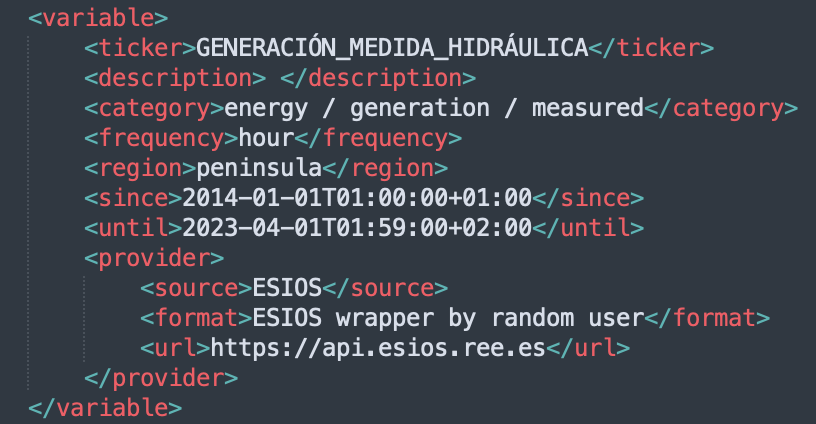 <variable>
<ticker>GENERACIÓN_MEDIDA_HIDRÁULICA</ticker>
<description> </description>
<category>energy / generation / measured</category>
<frequency>hour</frequency>
<region>peninsula</region>
<since>2014-01-01T01:00:00+01:00</since>
<until>2023-04-01T01:59:00+02:00</until>
<provider>
<source>ESIOS</source>
<format>ESIOS wrapper by random user</format>
<url>https://api.esios.ree.es</url>
</provider>
</variable>